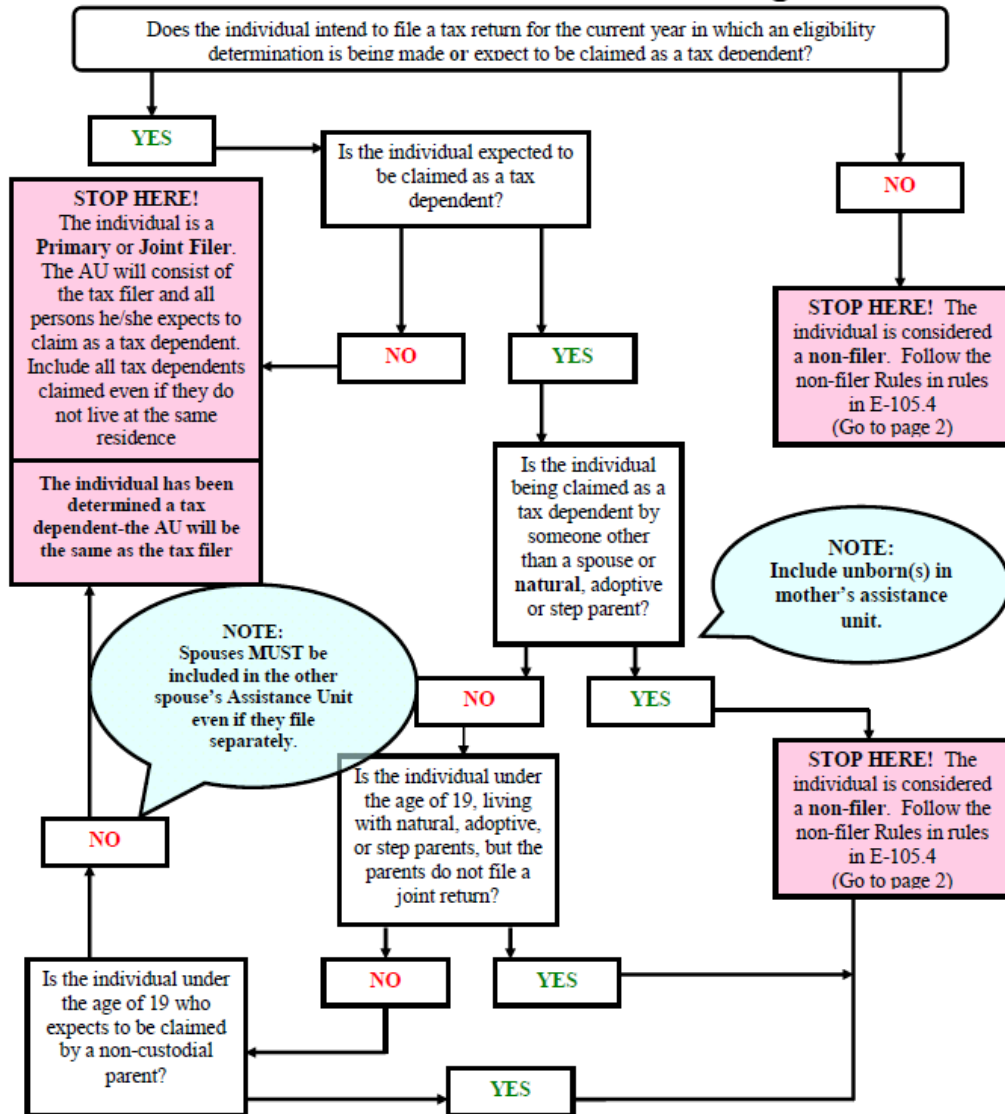 Does the individual intend to file a tax return for the current year in which an eligibility
determination is being made or expect to be claimed as a tax dependent?
YES
Is the individual expected to
be claimed as a tax
dependent?
NO
STOP HERE!
The individual is a
Primary or Joint Filer.
The AU will consist of
the tax filer and all
persons he/she expects to
claim as a tax dependent.
Include all tax dependents
claimed even if they do
not live at the same
residence
The individual has been
determined a tax
dependent-the AU will be
the same as the tax filer
NO
YES
STOP HERE! The
individual is considered
a non-filer. Follow the
non-filer Rules in rules
in E-105.4
(Go to page 2)
Is the individual
being claimed as a
tax dependent by
someone other
than a spouse or
natural, adoptive
or step parent?
NOTE:
Include unborn(s) in
mother's assistance
unit.
NOTE:
Spouses MUST be
included in the other
spouse's Assistance Unit
even if they file
separately.
NO
YES
Is the individual under
the age of 19, living
with natural, adoptive,
or step parents, but the
parents do not file a
joint return?
STOP HERE! The
individual is considered
a non-filer. Follow the
non-filer Rules in rules
in E-105.4
(Go to page 2)
NO
NO
YES
Is the individual under
the age of 19 who
expects to be claimed
by a non-custodial
parent?
YES